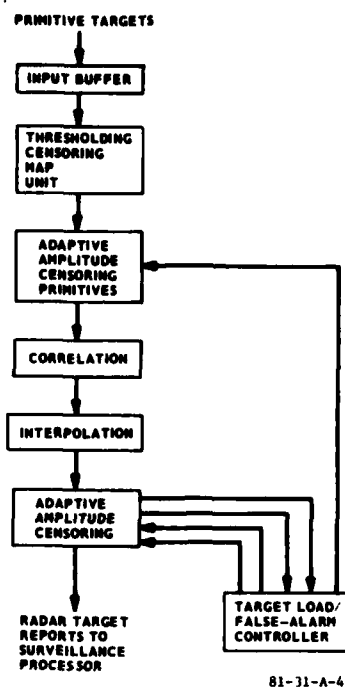 PRIMITIVE TARGETS
INPUT BUFFER
THRESHOLDING
CENSORING
MAP
UNIT
ADAPTIVE
AMPLITUDE
CENSORING
PRIMITIVES
CORRELATION
INTERPOLATION
ADAPTIVE
AMPLITUDE
CENSORING
RADAR TARGET
REPORTS TO
SURVEILLANCE
PROCESSOR
TARGET LOAD/
FALSE-ALARM
CONTROLLER
81-31-A-4